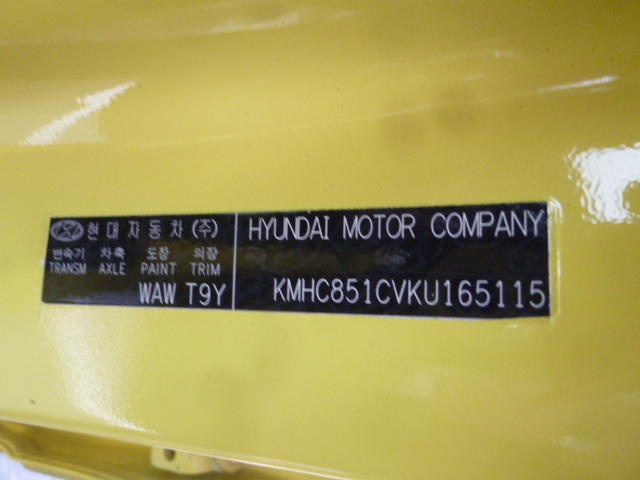 현대자동차(주)
변속기 차축 도장 의장
TRANSM AXLE PAINT TRIM
WAW T9Y
HYUNDAI MOTOR COMPANY
KMHC851CVKU165115